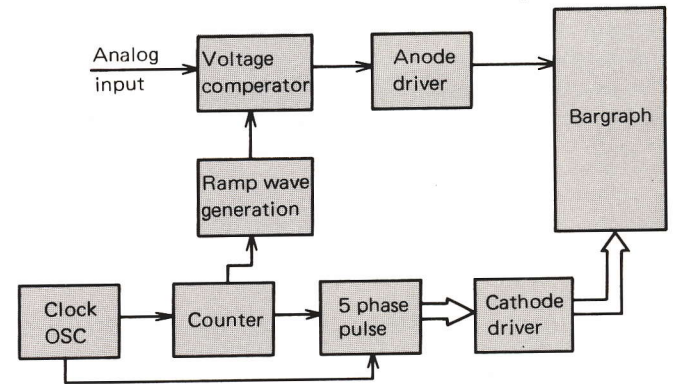 Analog
input
Voltage
comperator
Anode
driver
Bargraph
Ramp wave
generation
Clock
OSC
Counter
5 phase
pulse
Cathode
driver